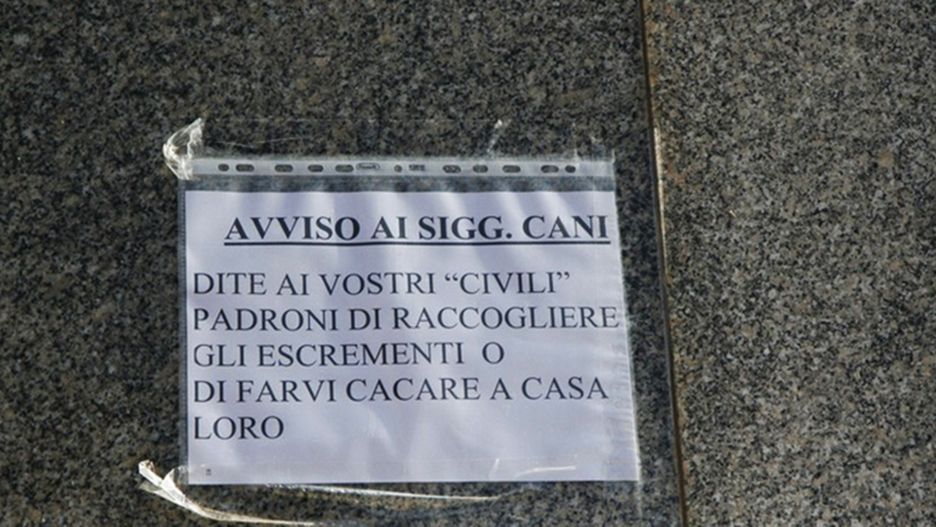 AVVISO AI SIGG. CANI
DITE AI VOSTRI “CIVILI”
PADRONI DI RACCOGLIERE
GLI ESCREMENTI O
DI FARVI CACARE A CASA
LORO